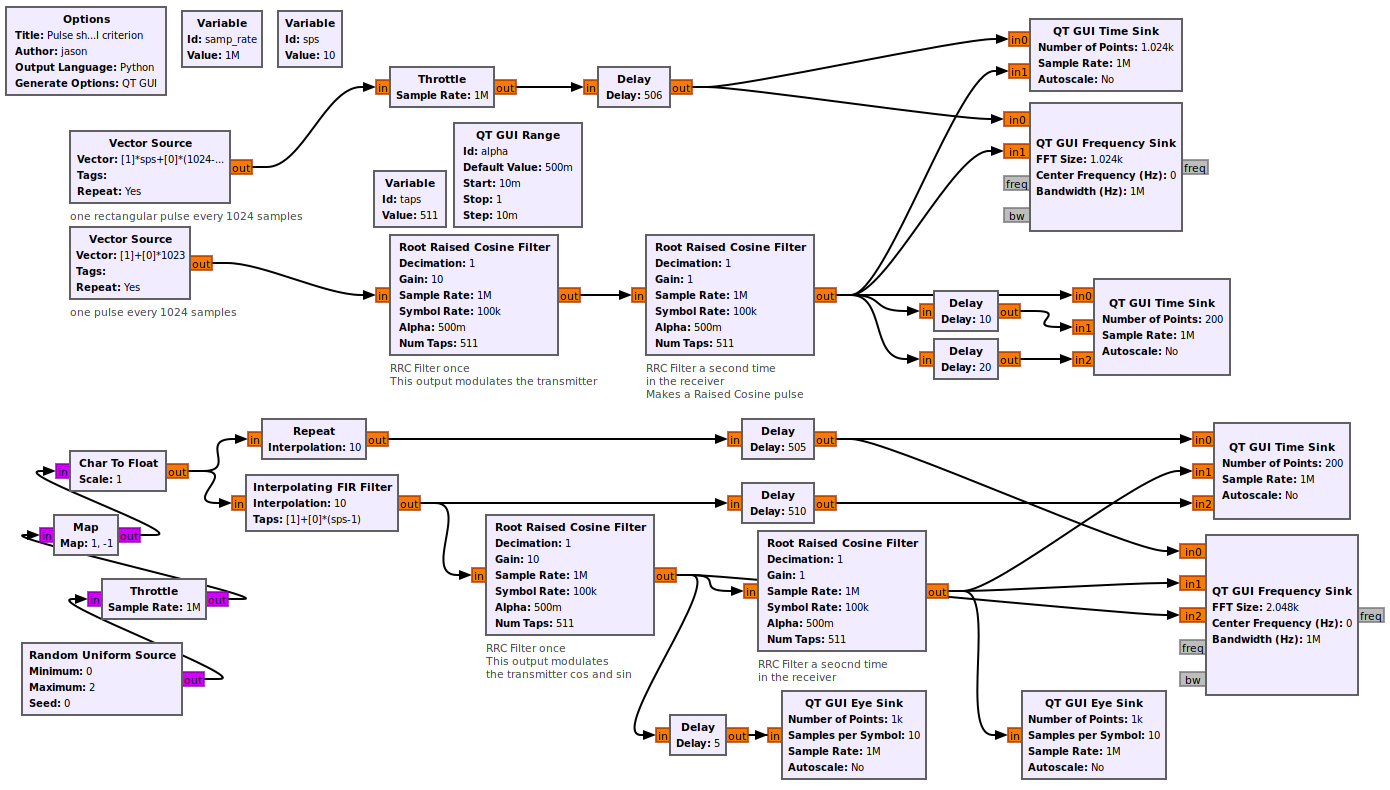 Options
Title: Pulse sh...l criterion
Author: jason
Output Language: Python
Generate Options: QT GUI
Variable
Id: samp_rate
Value: 1M
Variable
Id: sps
Value: 10
Throttle
Sample Rate: 1M
in
out
Delay
Delay: 506
in
out
QT GUI Time Sink
Number of Points: 1.024k
Sample Rate: 1M
Autoscale: No
in0
in1
QT GUI Frequency Sink
FFT Size: 1.024k
Center Frequency (Hz): 0
Bandwidth (Hz): 1M
in0
in1
freq
bw
freq
Vector Source
Vector: [1]*sps+[0]*(1024-...
Tags:
Repeat: Yes
out
one rectangular pulse every 1024 samples
Variable
Id: taps
Value: 511
QT GUI Range
Id: alpha
Default Value: 500m
Start: 10m
Stop: 1
Step: 10m
Vector Source
Vector: [1]+[0]*1023
Tags:
Repeat: Yes
out
one pulse every 1024 samples
Root Raised Cosine Filter
Decimation: 1
Gain: 10
Sample Rate: 1M
Symbol Rate: 100k
Alpha: 500m
Num Taps: 511
in
out
RRC Filter once
This output modulates the transmitter
Root Raised Cosine Filter
Decimation: 1
Gain: 1
Sample Rate: 1M
Symbol Rate: 100k
Alpha: 500m
Num Taps: 511
in
out
RRC Filter a second time
in the receiver
Makes a Raised Cosine pulse
Delay
Delay: 10
in
out
Delay
Delay: 20
in
out
QT GUI Time Sink
Number of Points: 200
Sample Rate: 1M
Autoscale: No
in0
in1
in2
Char To Float
Scale: 1
in
out
Map
Map: 1, -1
in
out
Throttle
Sample Rate: 1M
in
out
Random Uniform Source
Minimum: 0
Maximum: 2
Seed: 0
out
Repeat
Interpolation: 10
in
out
Interpolating FIR Filter
Interpolation: 10
Taps: [1]+[0]*(sps-1)
in
out
Delay
Delay: 505
in
out
Delay
Delay: 510
in
out
Root Raised Cosine Filter
Decimation: 1
Gain: 10
Sample Rate: 1M
Symbol Rate: 100k
Alpha: 500m
Num Taps: 511
in
out
RRC Filter once
This output modulates
the transmitter cos and sin
Root Raised Cosine Filter
Decimation: 1
Gain: 1
Sample Rate: 1M
Symbol Rate: 100k
Alpha: 500m
Num Taps: 511
in
out
RRC Filter a seocnd time
in the receiver
QT GUI Time Sink
Number of Points: 200
Sample Rate: 1M
Autoscale: No
in0
in1
in2
QT GUI Frequency Sink
FFT Size: 2.048k
Center Frequency (Hz): 0
Bandwidth (Hz): 1M
in0
in1
in2
freq
bw
freq
Delay
Delay: 5
in
out
QT GUI Eye Sink
Number of Points: 1k
Samples per Symbol: 10
Sample Rate: 1M
Autoscale: No
in
QT GUI Eye Sink
Number of Points: 1k
Samples per Symbol: 10
Sample Rate: 1M
Autoscale: No
in